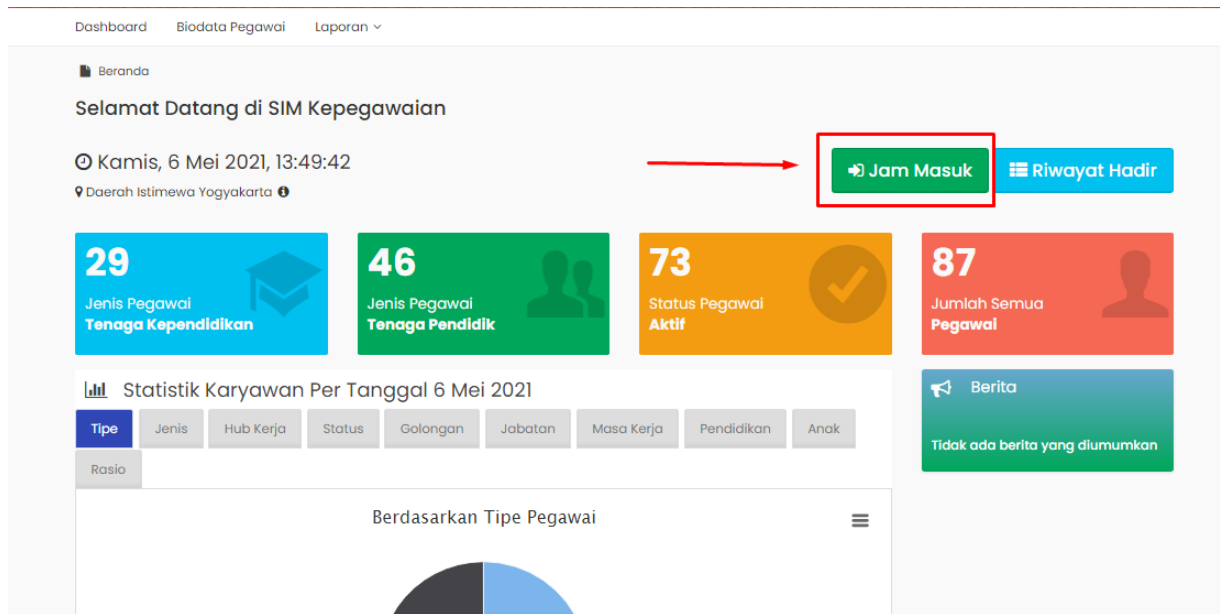 Dashboard Biodata Pegawai Laporan
Beranda
Selamat Datang di SIM Kepegawaian
Kamis, 6 Mei 2021, 13:49:42
Daerah Istimewa Yogyakarta
Jam Masuk
Riwayat Hadir
29
Jenis Pegawai
Tenaga Kependidikan
46
Jenis Pegawai
Tenaga Pendidik
73
Status Pegawai
Aktif
87
Jumlah Semua
Pegawai
Statistik Karyawan Per Tanggal 6 Mei 2021
Tipe Jenis Hub Kerja Status Golongan Jabatan Masa Kerja Pendidikan Anak
Rasio
Berdasarkan Tipe Pegawai
Berita
Tidak ada berita yang diumumkan